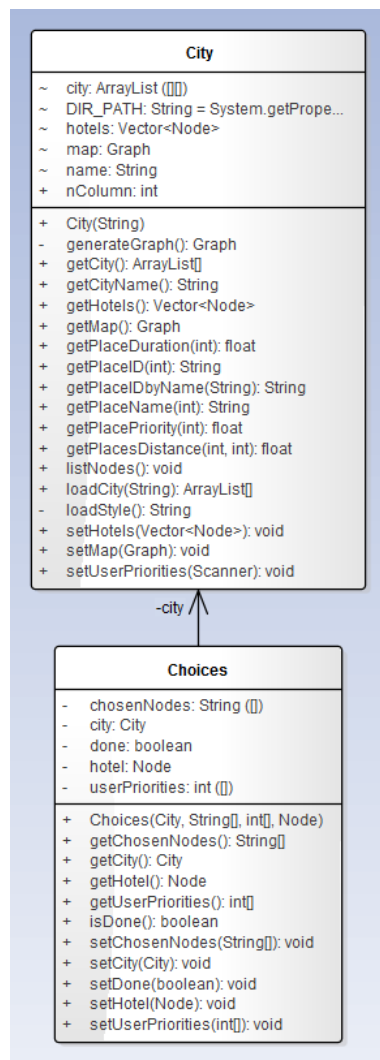 City
~ city: ArrayList ([][])
~ DIR_PATH: String = System.getPrope...
~ hotels: Vector<Node>
~ map: Graph
~ name: String
+ nColumn: int
+ City(String)
- generateGraph(): Graph
+ getCity(): ArrayList[]
+ getCityName(): String
+ getHotels(): Vector<Node>
+ getMap(): Graph
+ getPlaceDuration(int): float
+ getPlaceID(int): String
+ getPlaceIDbyName(String): String
+ getPlaceName(int): String
+ getPlacePriority(int): float
+ getPlacesDistance(int, int): float
+ listNodes(): void
+ loadCity(String): ArrayList[]
- loadStyle(): String
+ setHotels(Vector<Node>): void
+ setMap(Graph): void
+ setUserPriorities(Scanner): void
-city
Choices
- chosenNodes: String ([])
- city: City
- done: boolean
- hotel: Node
- userPriorities: int ([])
+ Choices(City, String[], int[], Node)
+ getChosenNodes(): String[]
+ getCity(): City
+ getHotel(): Node
+ getUserPriorities(): int[]
+ isDone(): boolean
+ setChosenNodes(String[]): void
+ setCity(City): void
+ setDone(boolean): void
+ setHotel(Node): void
+ setUserPriorities(int[]): void